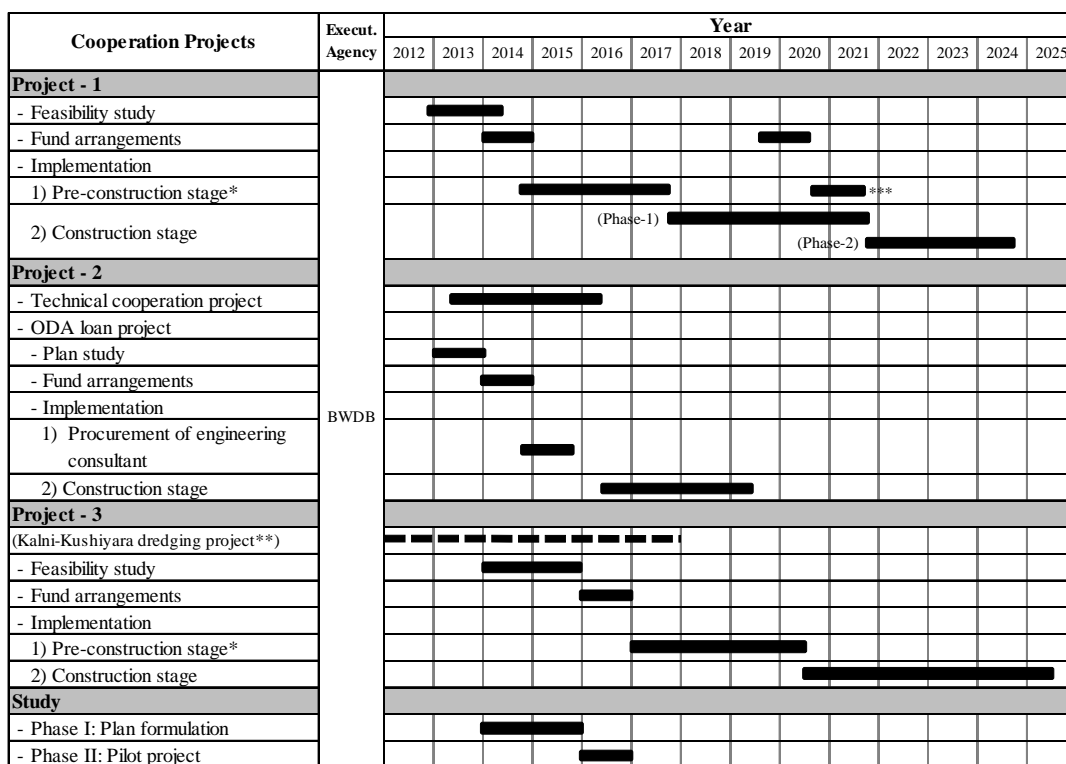 Cooperation Projects
Execut.
Agency
Year
2012 2013 2014 2015 2016 2017 2018 2019 2020 2021 2022 2023 2024 2025
Project - 1
- Feasibility study
- Fund arrangements
- Implementation
1) Pre-construction stage*
***
2) Construction stage
(Phase-1)
(Phase-2)
Project - 2
- Technical cooperation project
- ODA loan project
- Plan study
- Fund arrangements
- Implementation
BWDB
1) Procurement of engineering
consultant
2) Construction stage
Project - 3
(Kalni-Kushiyara dredging project**)
- Feasibility study
- Fund arrangements
- Implementation
1) Pre-construction stage*
2) Construction stage
Study
- Phase I: Plan formulation
- Phase II: Pilot project